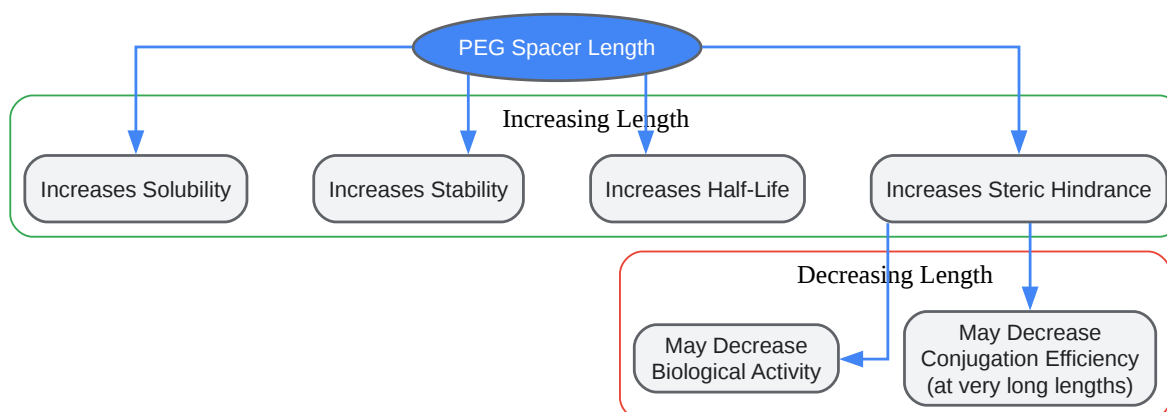 PEG Spacer Length
Increasing Length
Increases Solubility
Increases Stability
Increases Half-Life
Increases Steric Hindrance
Decreasing Length
May Decrease
Biological Activity
May Decrease
Conjugation Efficiency
(at very long lengths)